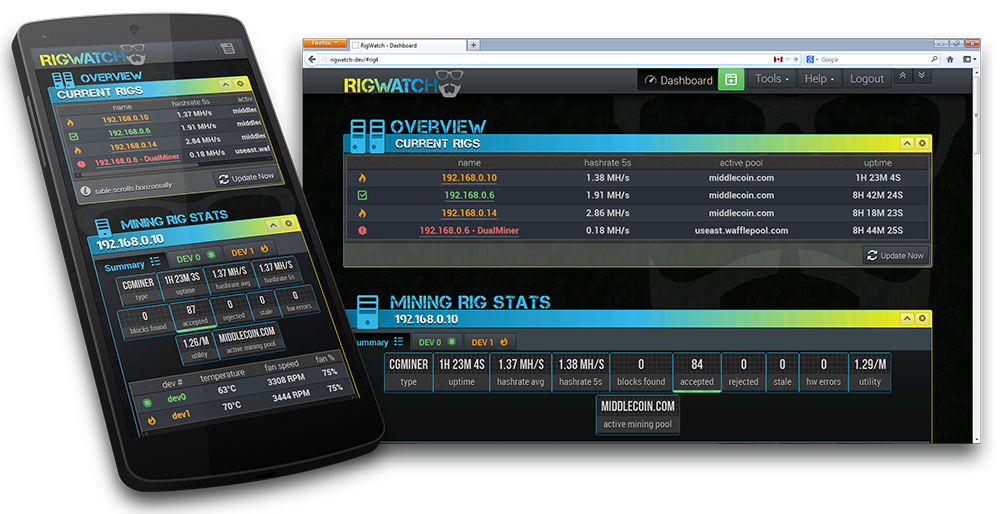 RIGWATCH
OVERVIEW
CURRENT RIGS
name hashrate 5s activ
192.168.0.10 1.37 MH/s middlec
192.168.0.6 1.91 MH/s middlec
192.168.0.14 2.84 MH/s middlec
192.168.0.6 - DualMiner 0.18 MH/s useast.waf
table scrolls horizontally Update Now
MINING RIG STATS
192.168.0.10
Summary DEV 0 DEV 1
CGMINER 1H 23M 3S 1.37 MH/S 1.37 MH/S
type uptime hashrate avg hashrate 5s
0 87 0 0 0
blocks found accepted rejected stale hw errors
1.26/M MIDDLECOIN.COM
utility active mining pool
dev # temperature fan speed fan %
dev0 63°C 3308 RPM 75%
dev1 70°C 3444 RPM 75%
Firefox RigWatch - Dashboard
rigwatch-dev/#rig4 Google
RIGWATCH Dashboard Tools Help Logout
OVERVIEW
CURRENT RIGS
name hashrate 5s active pool uptime
192.168.0.10 1.38 MH/s middlecoin.com 1H 23M 4S
192.168.0.6 1.91 MH/s middlecoin.com 8H 42M 24S
192.168.0.14 2.86 MH/s middlecoin.com 8H 18M 23S
192.168.0.6 - DualMiner 0.18 MH/s useast.wafflepool.com 8H 44M 25S
Update Now
MINING RIG STATS
192.168.0.10
Summary DEV 0 DEV 1
CGMINER 1H 23M 4S 1.37 MH/S 1.38 MH/S 0 84 0 0 0 1.29/M
type uptime hashrate avg hashrate 5s blocks found accepted rejected stale hw errors utility
MIDDLECOIN.COM
active mining pool